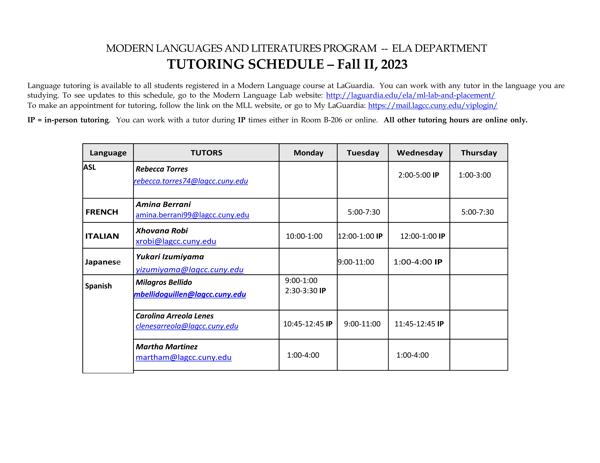 MODERN LANGUAGES AND LITERATURES PROGRAM -- ELA DEPARTMENT
TUTORING SCHEDULE – Fall II, 2023
Language tutoring is available to all students registered in a Modern Language course at LaGuardia. You can work with any tutor in the language you are
studying. To see updates to this schedule, go to the Modern Language Lab website: http://laguardia.edu/ela/ml-lab-and-placement/
To make an appointment for tutoring, follow the link on the MLL website, or go to My LaGuardia: https://mail.lagcc.cuny.edu/viplogin/
IP = in-person tutoring. You can work with a tutor during IP times either in Room B-206 or online. All other tutoring hours are online only.
Language TUTORS Monday Tuesday Wednesday Thursday
ASL Rebecca Torres 2:00-5:00 IP 1:00-3:00
rebecca.torres74@lagcc.cuny.edu
FRENCH Amina Berrani 5:00-7:30 5:00-7:30
amina.berrani99@lagcc.cuny.edu
ITALIAN Xhovana Robi 10:00-1:00 12:00-1:00 IP 12:00-1:00 IP
xrobi@lagcc.cuny.edu
Japanese Yukari Izumiyama 9:00-11:00 1:00-4:00 IP
yizumiyama@lagcc.cuny.edu
Spanish Milagros Bellido 9:00-1:00
mbellidoguillen@lagcc.cuny.edu 2:30-3:30 IP
Carolina Arreola Lenes 10:45-12:45 IP 9:00-11:00 11:45-12:45 IP
clenesarreola@lagcc.cuny.edu
Martha Martinez 1:00-4:00 1:00-4:00
martham@lagcc.cuny.edu